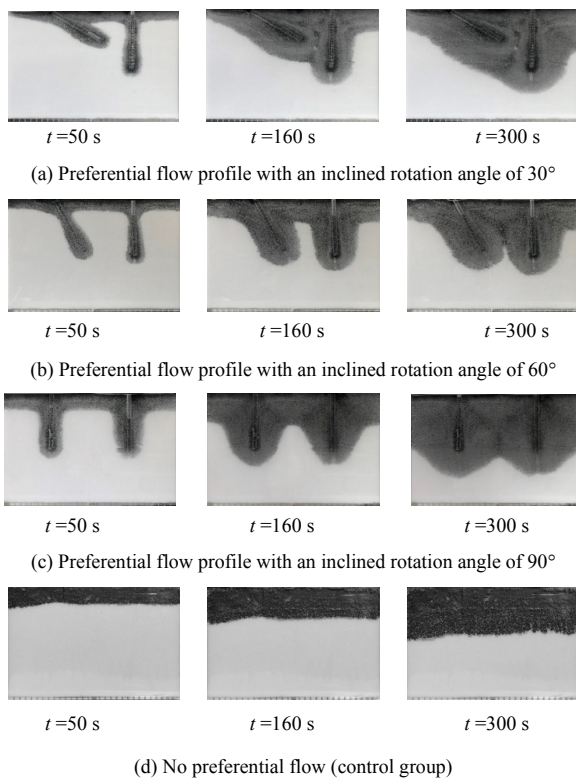 t =50 s t =160 s t =300 s
(a) Preferential flow profile with an inclined rotation angle of 30°
t =50 s t =160 s t =300 s
(b) Preferential flow profile with an inclined rotation angle of 60°
t =50 s t =160 s t =300 s
(c) Preferential flow profile with an inclined rotation angle of 90°
t =50 s t =160 s t =300 s
(d) No preferential flow (control group)